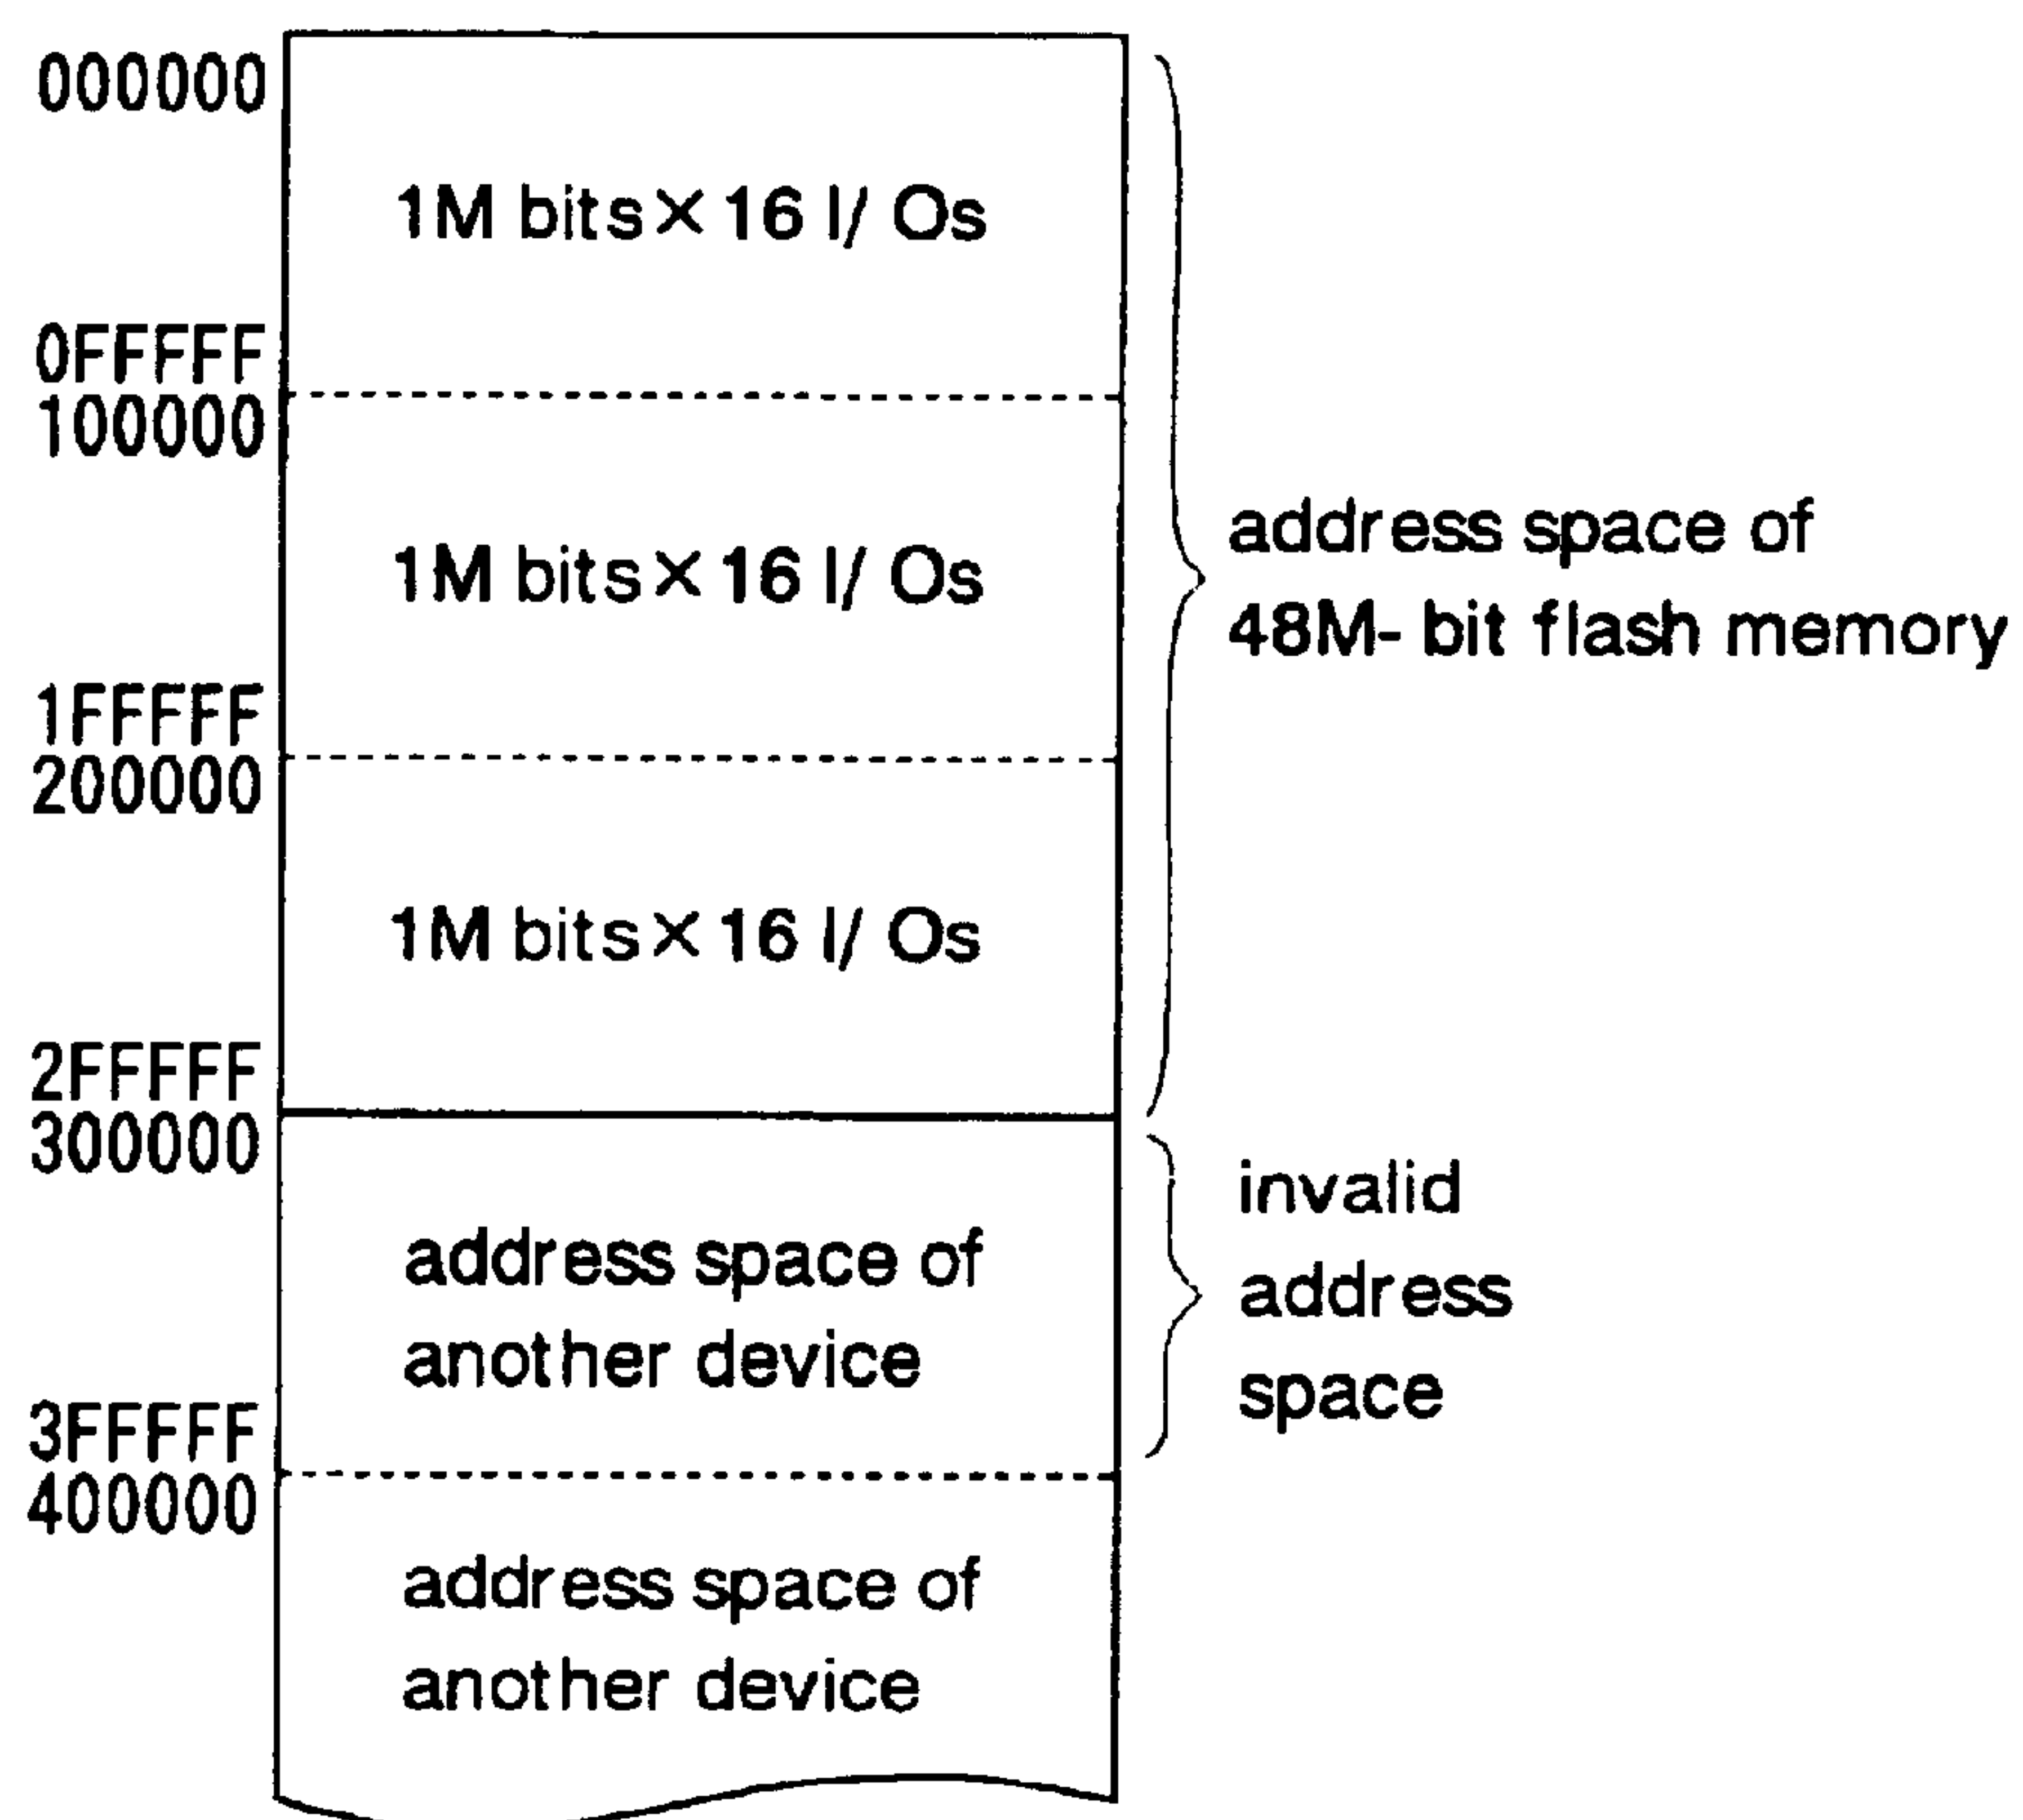 000000
1M bits×16 I/ Os
0FFFFF
100000
1M bits×16 I/ Os
address space of
48M- bit flash memory
1FFFFF
200000
1M bits×16 I/ Os
2FFFFF
300000
address space of
another device
invalid
address
space
3FFFFF
400000
address space of
another device